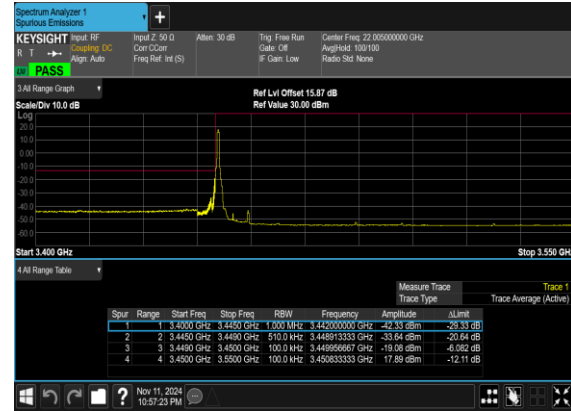 Spectrum Analyzer 1
Spurious Emissions
KEYSIGHT
R T
LW PASS
Input: RF
Coupling: DC
Align: Auto
Input Z: 50 Ω
Corr CCorr
Freq Ref: Int (S)
Atten: 30 dB
Trig: Free Run
Gate: Off
IF Gain: Low
Center Freq: 22.005000000 GHz
Avg|Hold: 100/100
Radio Std: None
3 All Range Graph
Scale/Div 10.0 dB
Ref Lvl Offset 15.87 dB
Ref Value 30.00 dBm
Log
20.0
10.0
0.00
-10.0
-20.0
-30.0
-40.0
-50.0
-60.0
Start 3.400 GHz
Stop 3.550 GH
4 All Range Table
Measure Trace Trace 1
Trace Type Trace Average (Active)
Spur Range Start Freq Stop Freq RBW Frequency Amplitude ΔLimit
1 1 3.4000 GHz 3.4450 GHz 1.000 MHz 3.442000000 GHz -42.33 dBm -29.33 dB
2 2 3.4450 GHz 3.4490 GHz 510.0 kHz 3.448913333 GHz -33.64 dBm -20.64 dB
3 3 3.4490 GHz 3.4500 GHz 100.0 kHz 3.449956667 GHz -19.08 dBm -6.082 dB
4 4 3.4500 GHz 3.5500 GHz 100.0 kHz 3.450833333 GHz 17.89 dBm -12.11 dB
?
Nov 11, 2024
10:57:23 PM